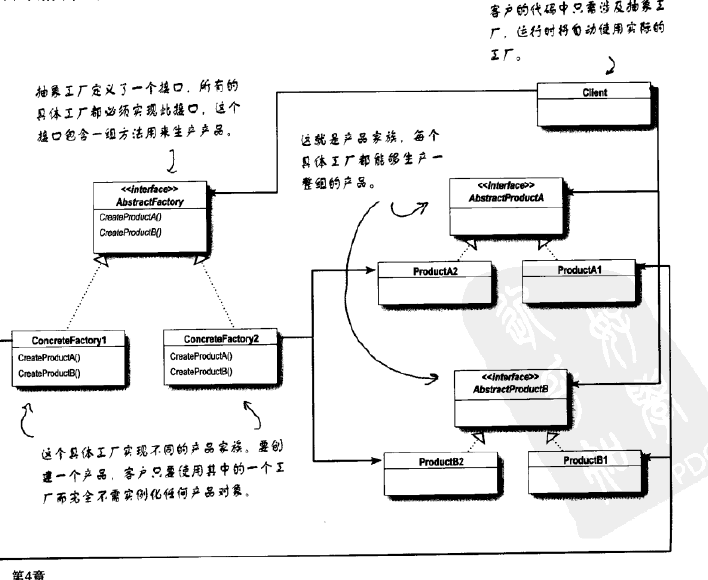 客户的代码中只需涉及抽象工
厂，运行时将自动使用实际的
工厂。
抽象工厂定义了一个接口，所有的
具体工厂都必须实现此接口，这个
接口包含一组方法用来生产产品。
Client
这就是产品家族，每个
具体工厂都能够生产一
整组的产品。
<<interface>>
AbstractFactory
CreateProductA()
CreateProductB()
<<interface>>
AbstractProductA
ProductA2
ProductA1
ConcreteFactory1
CreateProductA()
CreateProductB()
ConcreteFactory2
CreateProductA()
CreateProductB()
<<interface>>
AbstractProductB
ProductB2
ProductB1
这个具体工厂实现不同的产品家族。要创
建一个产品，客户只要使用其中的一个工
厂而完全不需实例化任何产品对象。
PDG
第4章